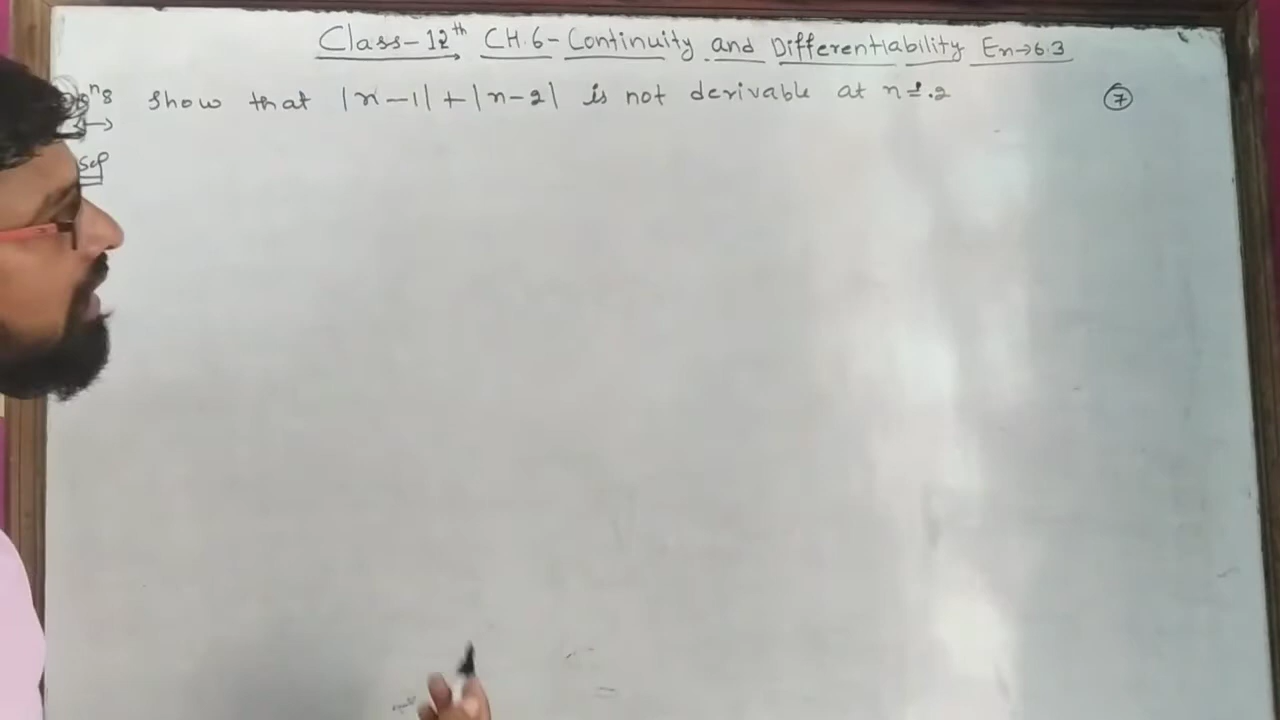 Class-12th CH.6-Continuity and Differentiability Ex→6.3
show that |x-1|+|x-2| is not derivable at x=.2
7